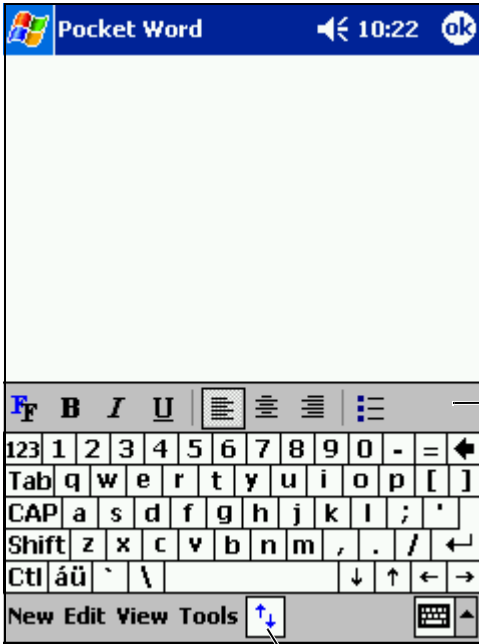 Pocket Word 10:22 ok
FF B I U
123 1 2 3 4 5 6 7 8 9 0 - =
Tab q w e r t y u i o p [ ]
CAP a s d f g h j k l ; '
Shift z x c v b n m , . /
Ctl áü ` \
New Edit View Tools